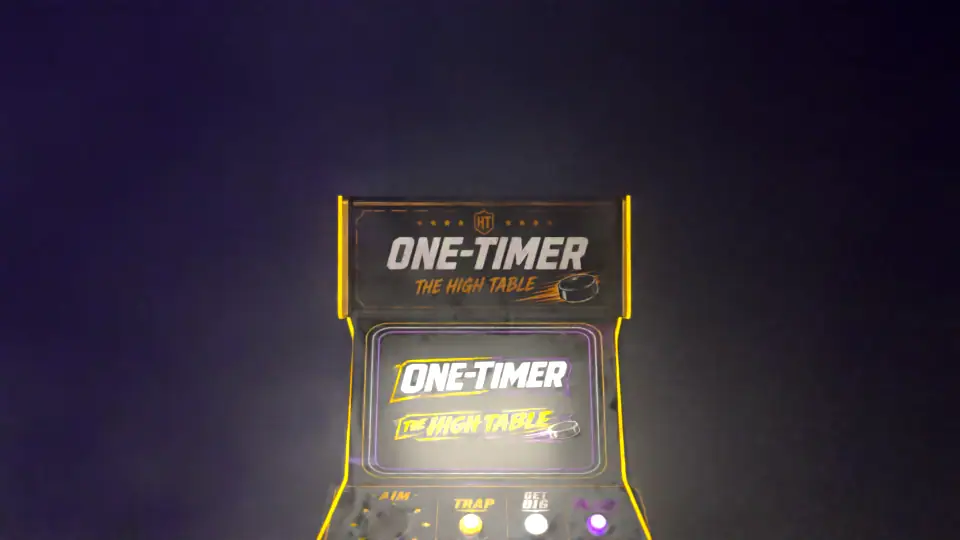 HT
ONE-TIMER
THE HIGH TABLE
ONE-TIMER
THE HIGH TABLE
AIM
TRAP
GET BIG